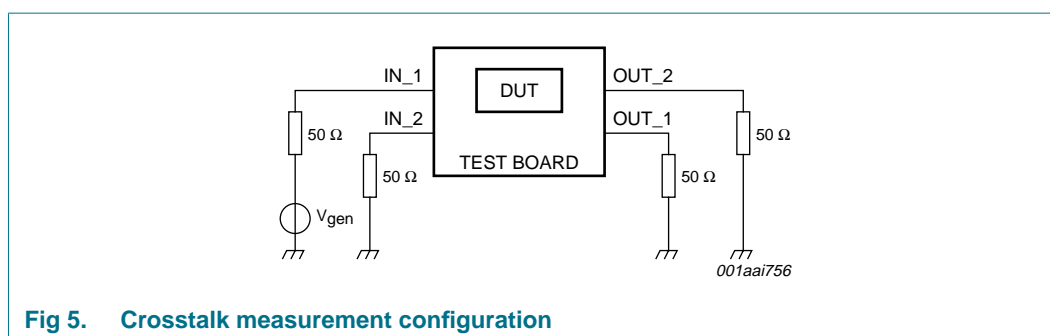 IN_1
OUT_2
DUT
IN_2
OUT_1
50 Ω
50 Ω
TEST BOARD
50 Ω
50 Ω
Vgen
001aai756
Fig 5. Crosstalk measurement configuration